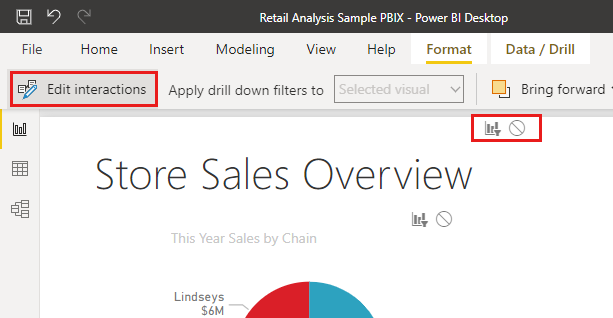 Retail Analysis Sample PBIX - Power BI Desktop
File Home Insert Modeling View Help Format Data / Drill
Edit interactions Apply drill down filters to Selected visual Bring forward
Store Sales Overview
This Year Sales by Chain
Lindseys
$6M